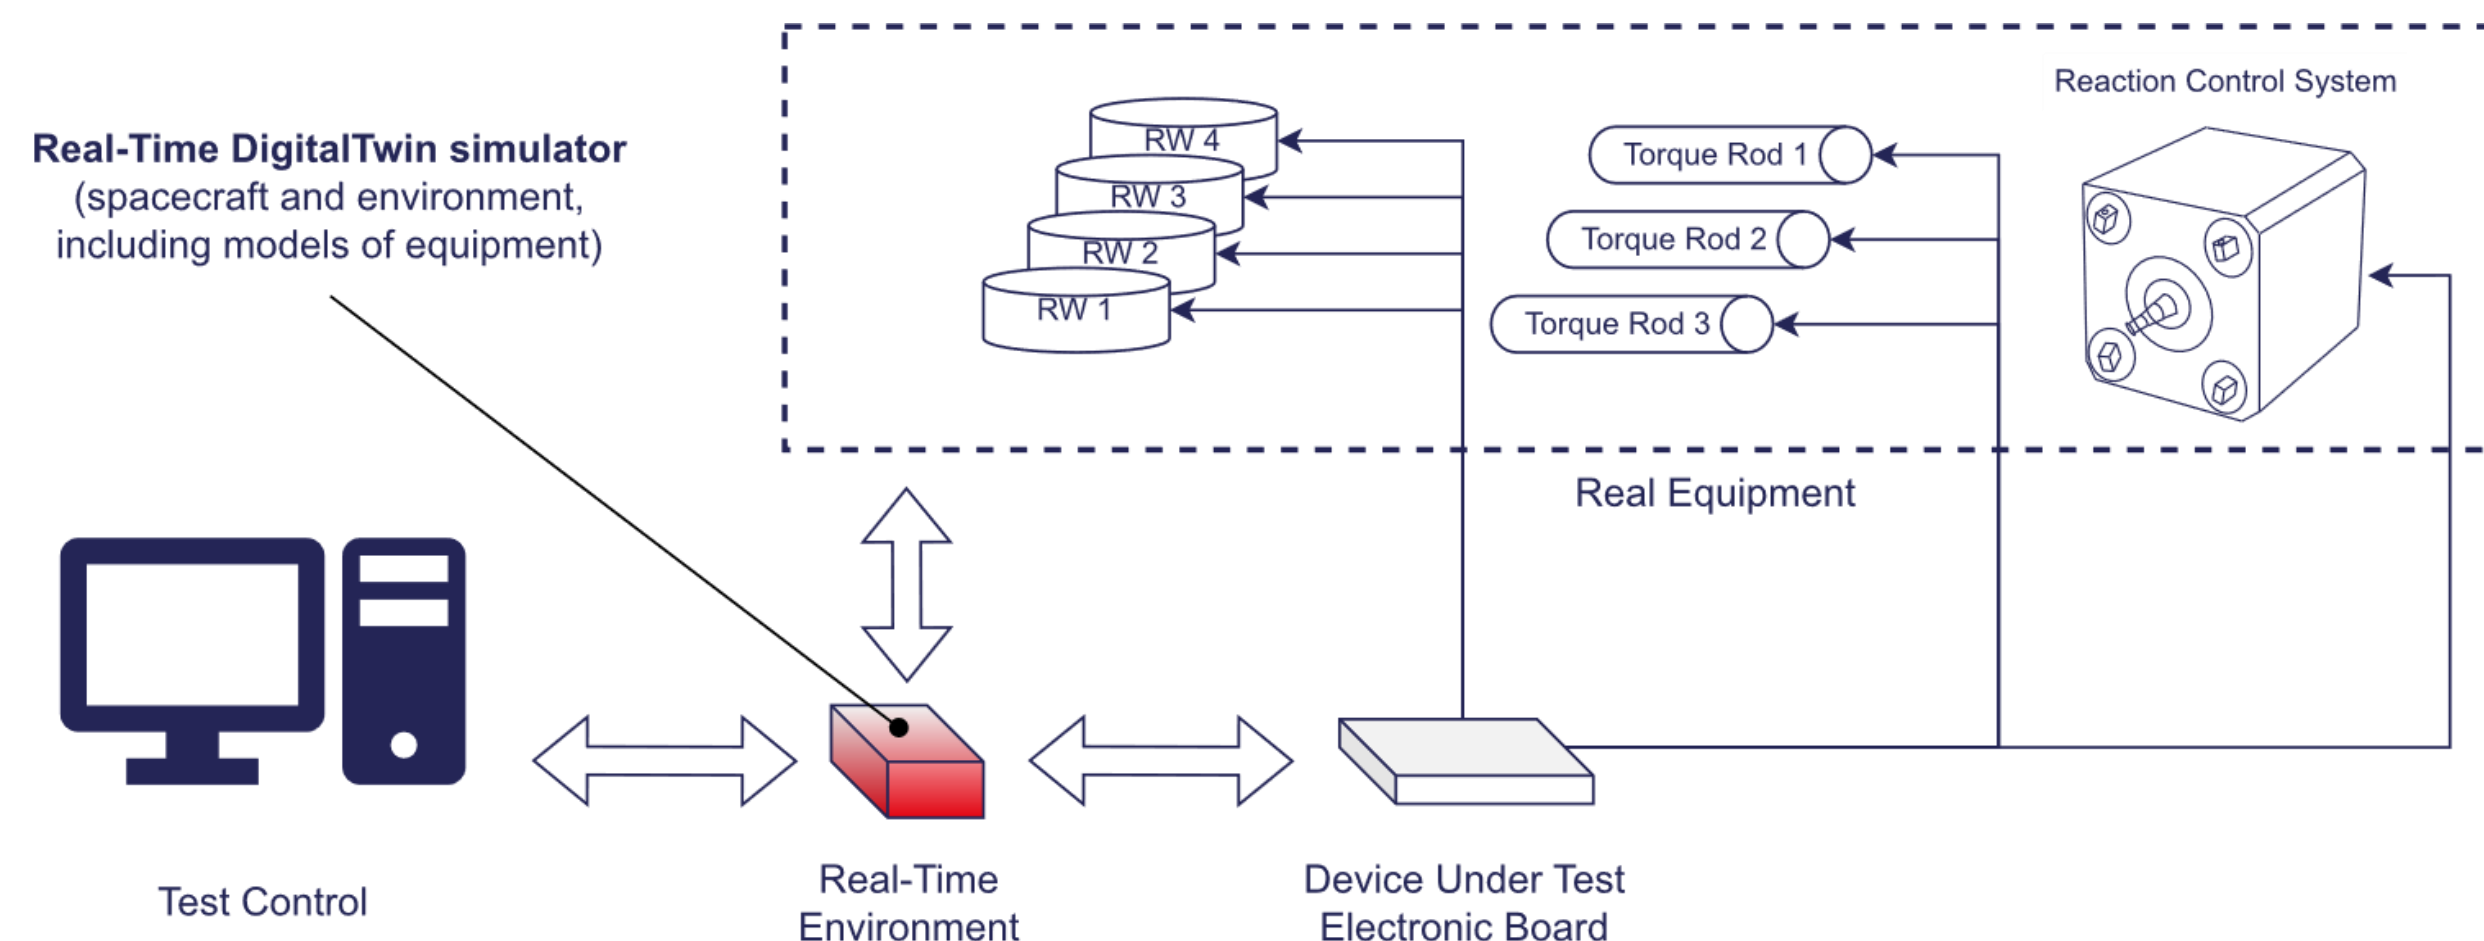 Real-Time DigitalTwin simulator
(spacecraft and environment,
including models of equipment)
Reaction Control System
RW 4
RW 3
RW 2
RW 1
Torque Rod 1
Torque Rod 2
Torque Rod 3
Real Equipment
Test Control
Real-Time
Environment
Device Under Test
Electronic Board